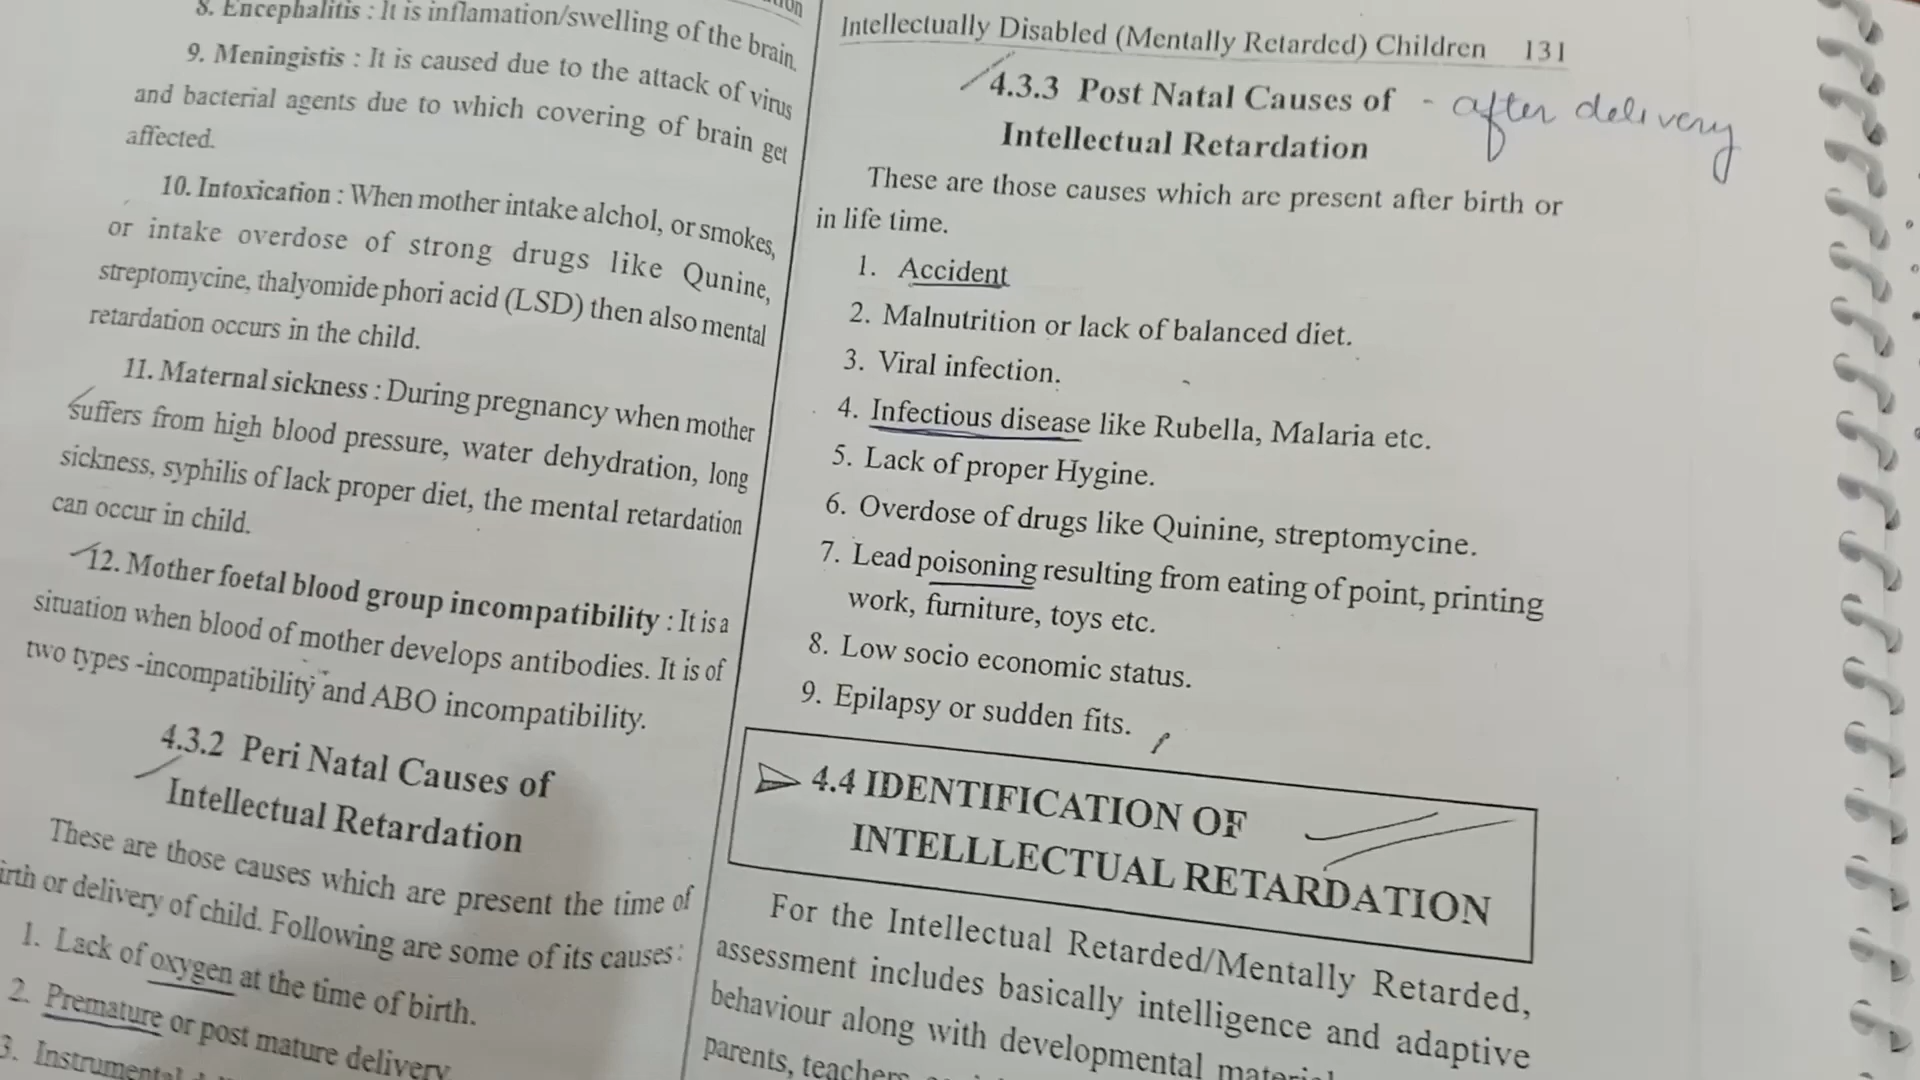 8. Encephalitis : It is inflamation/swelling of the brain.
9. Meningistis : It is caused due to the attack of virus
and bacterial agents due to which covering of brain get
affected.
10. Intoxication : When mother intake alchol, or smokes,
or intake overdose of strong drugs like Qunine,
streptomycine, thalyomide phori acid (LSD) then also mental
retardation occurs in the child.
11. Maternal sickness : During pregnancy when mother
suffers from high blood pressure, water dehydration, long
sickness, syphilis of lack proper diet, the mental retardation
can occur in child.
12. Mother foetal blood group incompatibility : It is a
situation when blood of mother develops antibodies. It is of
two types -incompatibility and ABO incompatibility.
4.3.2 Peri Natal Causes of
Intellectual Retardation
These are those causes which are present the time of
irth or delivery of child. Following are some of its causes:
1. Lack of oxygen at the time of birth.
2. Premature or post mature delivery
3. Instrumental
Intellectually Disabled (Mentally Retarded) Children 131
4.3.3 Post Natal Causes of - after delivery
Intellectual Retardation
These are those causes which are present after birth or
in life time.
1. Accident
2. Malnutrition or lack of balanced diet.
3. Viral infection.
4. Infectious disease like Rubella, Malaria etc.
5. Lack of proper Hygine.
6. Overdose of drugs like Quinine, streptomycine.
7. Lead poisoning resulting from eating of point, printing
work, furniture, toys etc.
8. Low socio economic status.
9. Epilapsy or sudden fits.
4.4 IDENTIFICATION OF
INTELLLECTUAL RETARDATION
For the Intellectual Retarded/Mentally Retarded,
assessment includes basically intelligence and adaptive
behaviour along with developmental material
parents, teachers